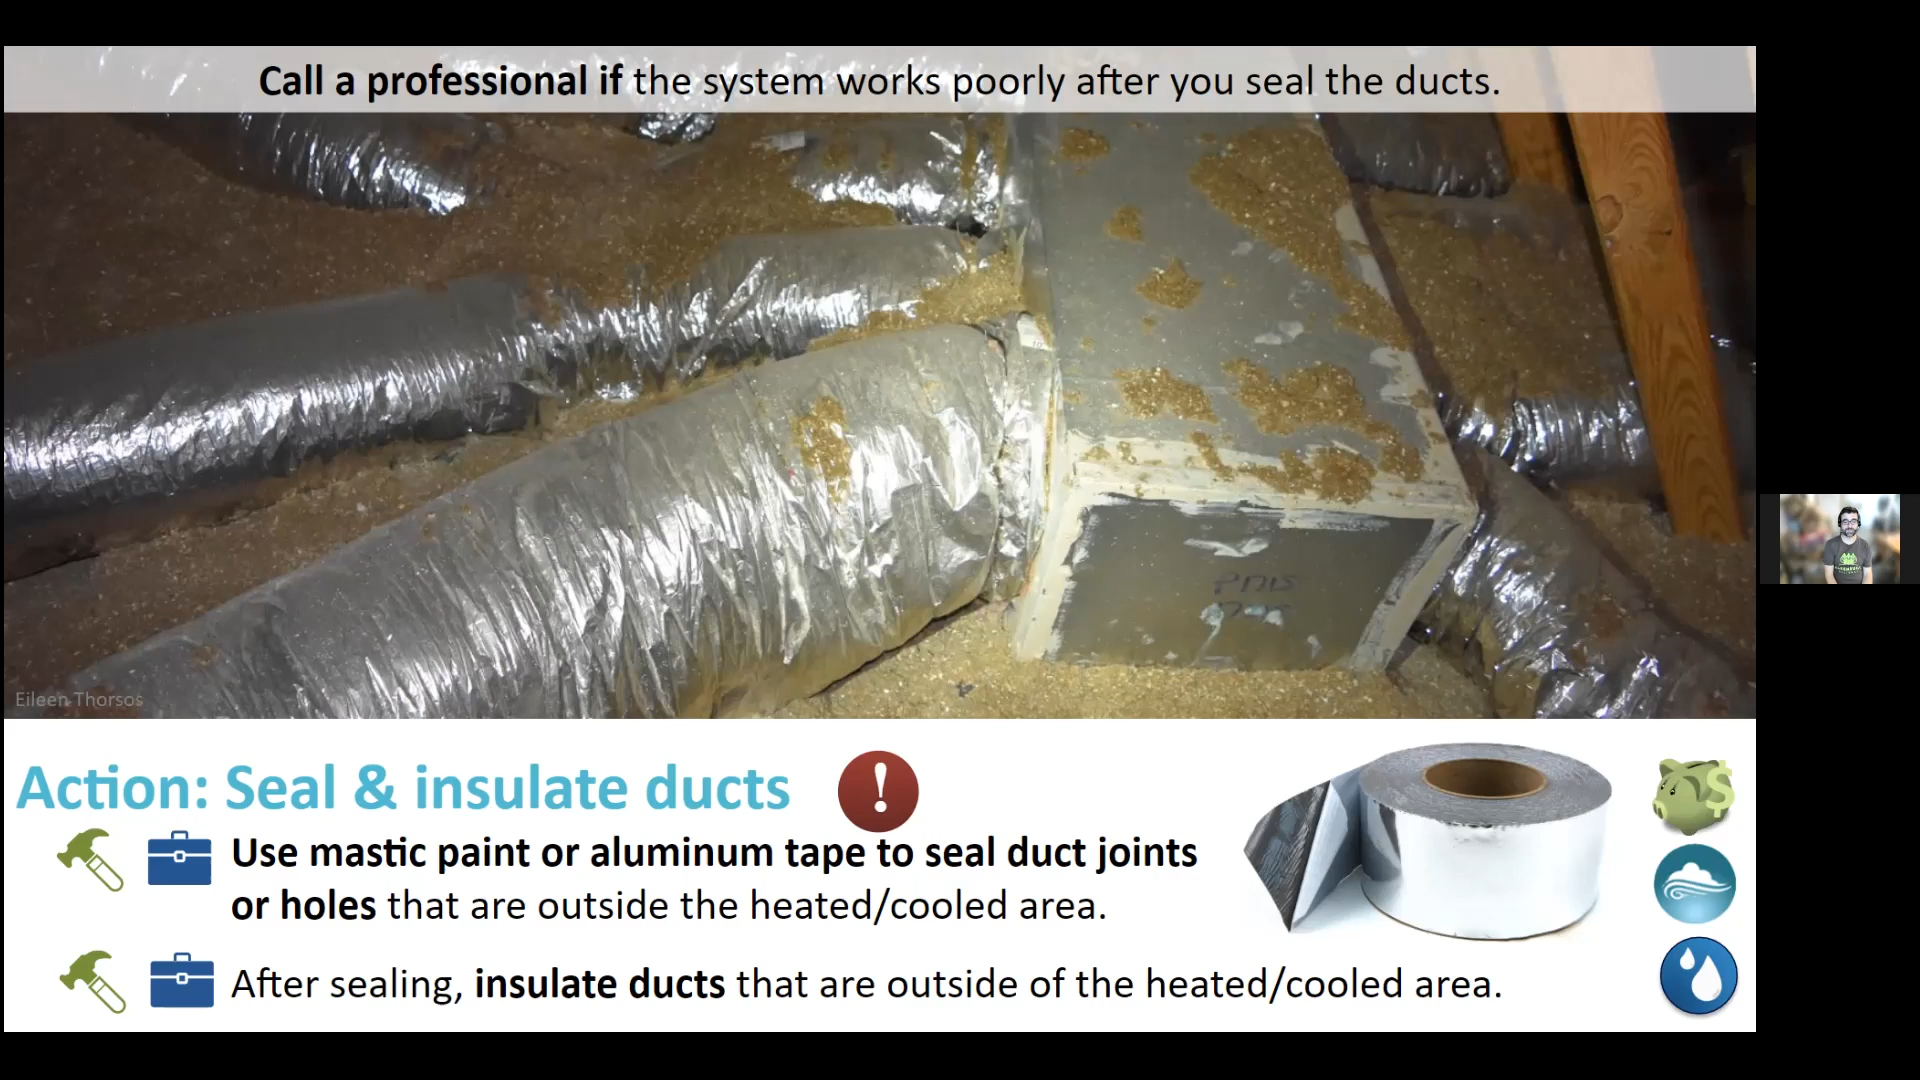 Call a professional if the system works poorly after you seal the ducts.
Eileen Thorsos
Action: Seal & insulate ducts
!
Use mastic paint or aluminum tape to seal duct joints
or holes that are outside the heated/cooled area.
After sealing, insulate ducts that are outside of the heated/cooled area.
$